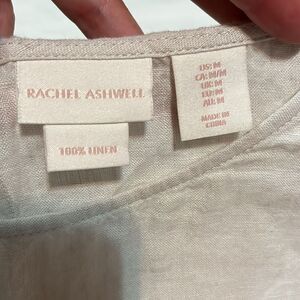 RACHEL ASHWELL
100% LINEN
US: M
CA: M/M
UK: M
EU: M
AU: M
MADE IN
CHINA